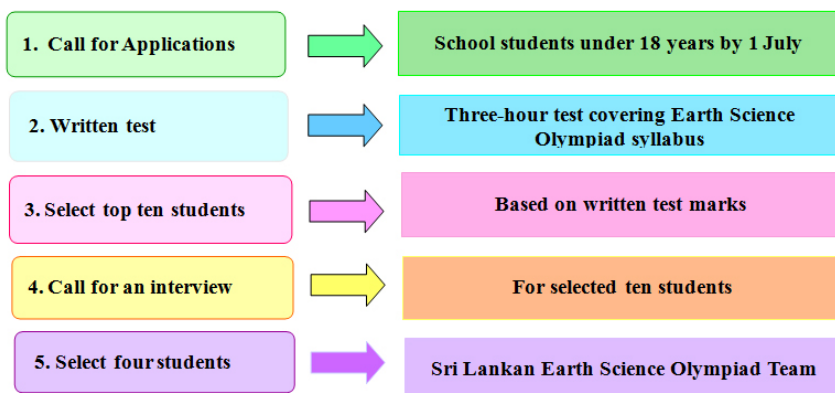 1. Call for Applications
School students under 18 years by 1 July
2. Written test
Three-hour test covering Earth Science
Olympiad syllabus
3. Select top ten students
Based on written test marks
4. Call for an interview
For selected ten students
5. Select four students
Sri Lankan Earth Science Olympiad Team